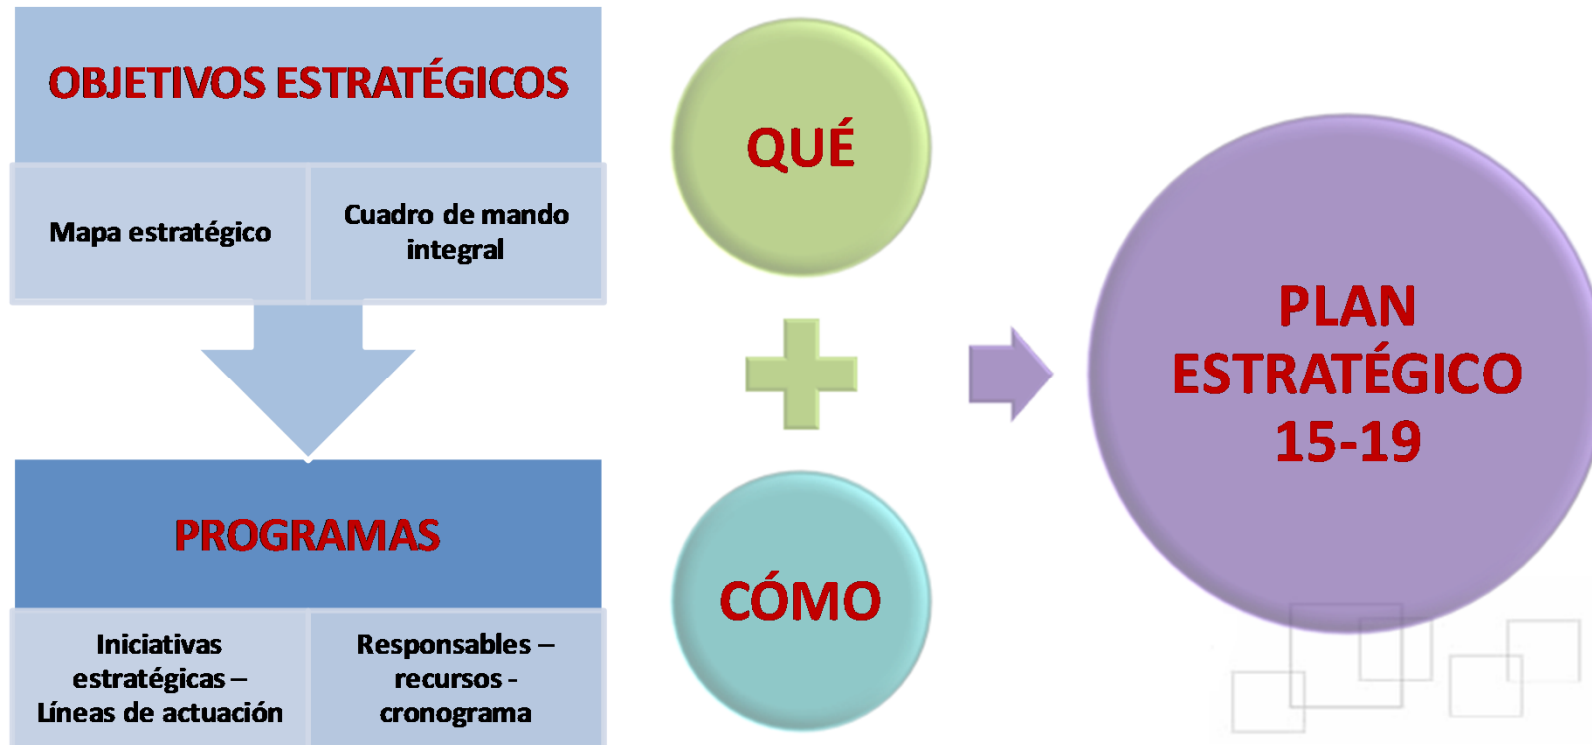 OBJETIVOS ESTRATÉGICOS
Mapa estratégico
Cuadro de mando
integral
PROGRAMAS
Iniciativas
estratégicas –
Líneas de actuación
Responsables –
recursos -
cronograma
QUÉ
CÓMO
PLAN
ESTRATÉGICO
15-19